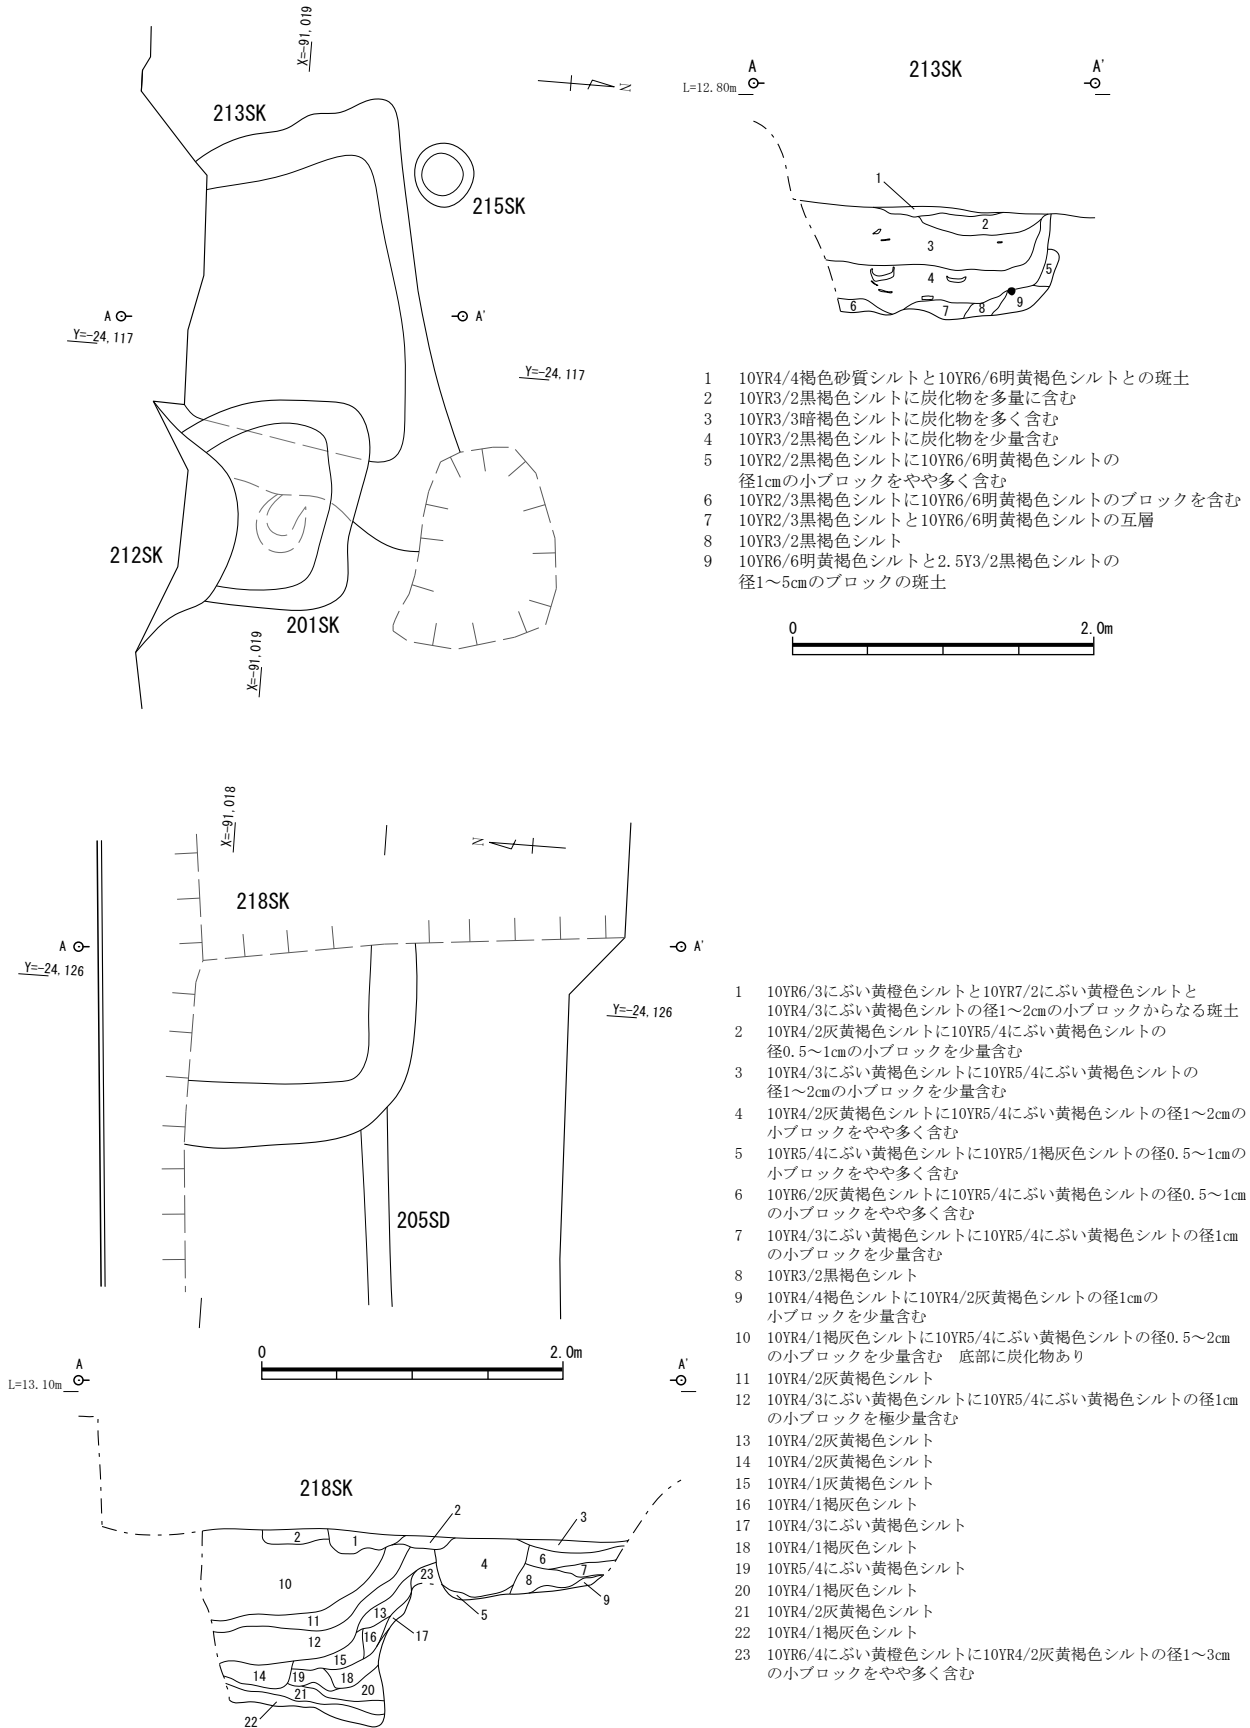 X=-91,019
213SK
N
215SK
A
A'
Y=-24,117
Y=-24,117
212SK
201SK
X=-91,019
213SK
A
A'
L=12.80m
1
2
3
4
5
6
7
8
9
1 10YR4/4褐色砂質シルトと10YR6/6明黄褐色シルトとの斑土
2 10YR3/2黒褐色シルトに炭化物を多量に含む
3 10YR3/3暗褐色シルトに炭化物を多く含む
4 10YR3/2黒褐色シルトに炭化物を少量含む
5 10YR2/2黒褐色シルトに10YR6/6明黄褐色シルトの
径1cmの小ブロックをやや多く含む
6 10YR2/3黒褐色シルトに10YR6/6明黄褐色シルトのブロックを含む
7 10YR2/3黒褐色シルトと10YR6/6明黄褐色シルトの互層
8 10YR3/2黒褐色シルト
9 10YR6/6明黄褐色シルトと2.5Y3/2黒褐色シルトの
径1～5cmのブロックの斑土
0 2.0m
X=-91,018
N
218SK
A
A'
Y=-24,126
Y=-24,126
205SD
0 2.0m
A
A'
L=13.10m
218SK
2
3
2
1
4
6
7
8
9
5
10
23
11
13
17
12
16
15
14
19
18
20
21
22
1 10YR6/3にぶい黄橙色シルトと10YR7/2にぶい黄橙色シルトと
10YR4/3にぶい黄褐色シルトの径1～2cmの小ブロックからなる斑土
2 10YR4/2灰黄褐色シルトに10YR5/4にぶい黄褐色シルトの
径0.5～1cmの小ブロックを少量含む
3 10YR4/3にぶい黄褐色シルトに10YR5/4にぶい黄褐色シルトの
径1～2cmの小ブロックを少量含む
4 10YR4/2灰黄褐色シルトに10YR5/4にぶい黄褐色シルトの径1～2cmの
小ブロックをやや多く含む
5 10YR5/4にぶい黄褐色シルトに10YR5/1褐灰色シルトの径0.5～1cmの
小ブロックをやや多く含む
6 10YR6/2灰黄褐色シルトに10YR5/4にぶい黄褐色シルトの径0.5～1cm
の小ブロックをやや多く含む
7 10YR4/3にぶい黄褐色シルトに10YR5/4にぶい黄褐色シルトの径1cm
の小ブロックを少量含む
8 10YR3/2黒褐色シルト
9 10YR4/4褐色シルトに10YR4/2灰黄褐色シルトの径1cmの
小ブロックを少量含む
10 10YR4/1褐灰色シルトに10YR5/4にぶい黄褐色シルトの径0.5～2cm
の小ブロックを少量含む　底部に炭化物あり
11 10YR4/2灰黄褐色シルト
12 10YR4/3にぶい黄褐色シルトに10YR5/4にぶい黄褐色シルトの径1cm
の小ブロックを極少量含む
13 10YR4/2灰黄褐色シルト
14 10YR4/2灰黄褐色シルト
15 10YR4/1灰黄褐色シルト
16 10YR4/1褐灰色シルト
17 10YR4/3にぶい黄褐色シルト
18 10YR4/1褐灰色シルト
19 10YR5/4にぶい黄褐色シルト
20 10YR4/1褐灰色シルト
21 10YR4/2灰黄褐色シルト
22 10YR4/1褐灰色シルト
23 10YR6/4にぶい黄橙色シルトに10YR4/2灰黄褐色シルトの径1～3cm
の小ブロックをやや多く含む